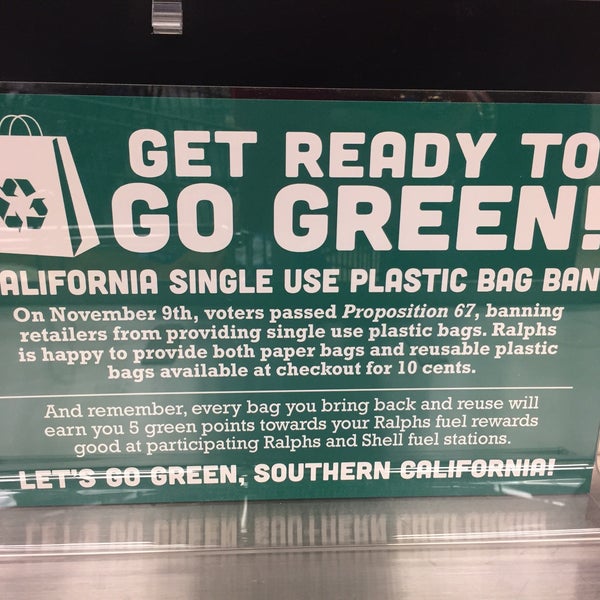 GET READY TO
GO GREEN!
ALIFORNIA SINGLE USE PLASTIC BAG BAN
On November 9th, voters passed Proposition 67, banning
retailers from providing single use plastic bags. Ralphs
is happy to provide both paper bags and reusable plastic
bags available at checkout for 10 cents.
And remember, every bag you bring back and reuse will
earn you 5 green points towards your Ralphs fuel rewards
good at participating Ralphs and Shell fuel stations.
LET'S GO GREEN, SOUTHERN CALIFORNIA!